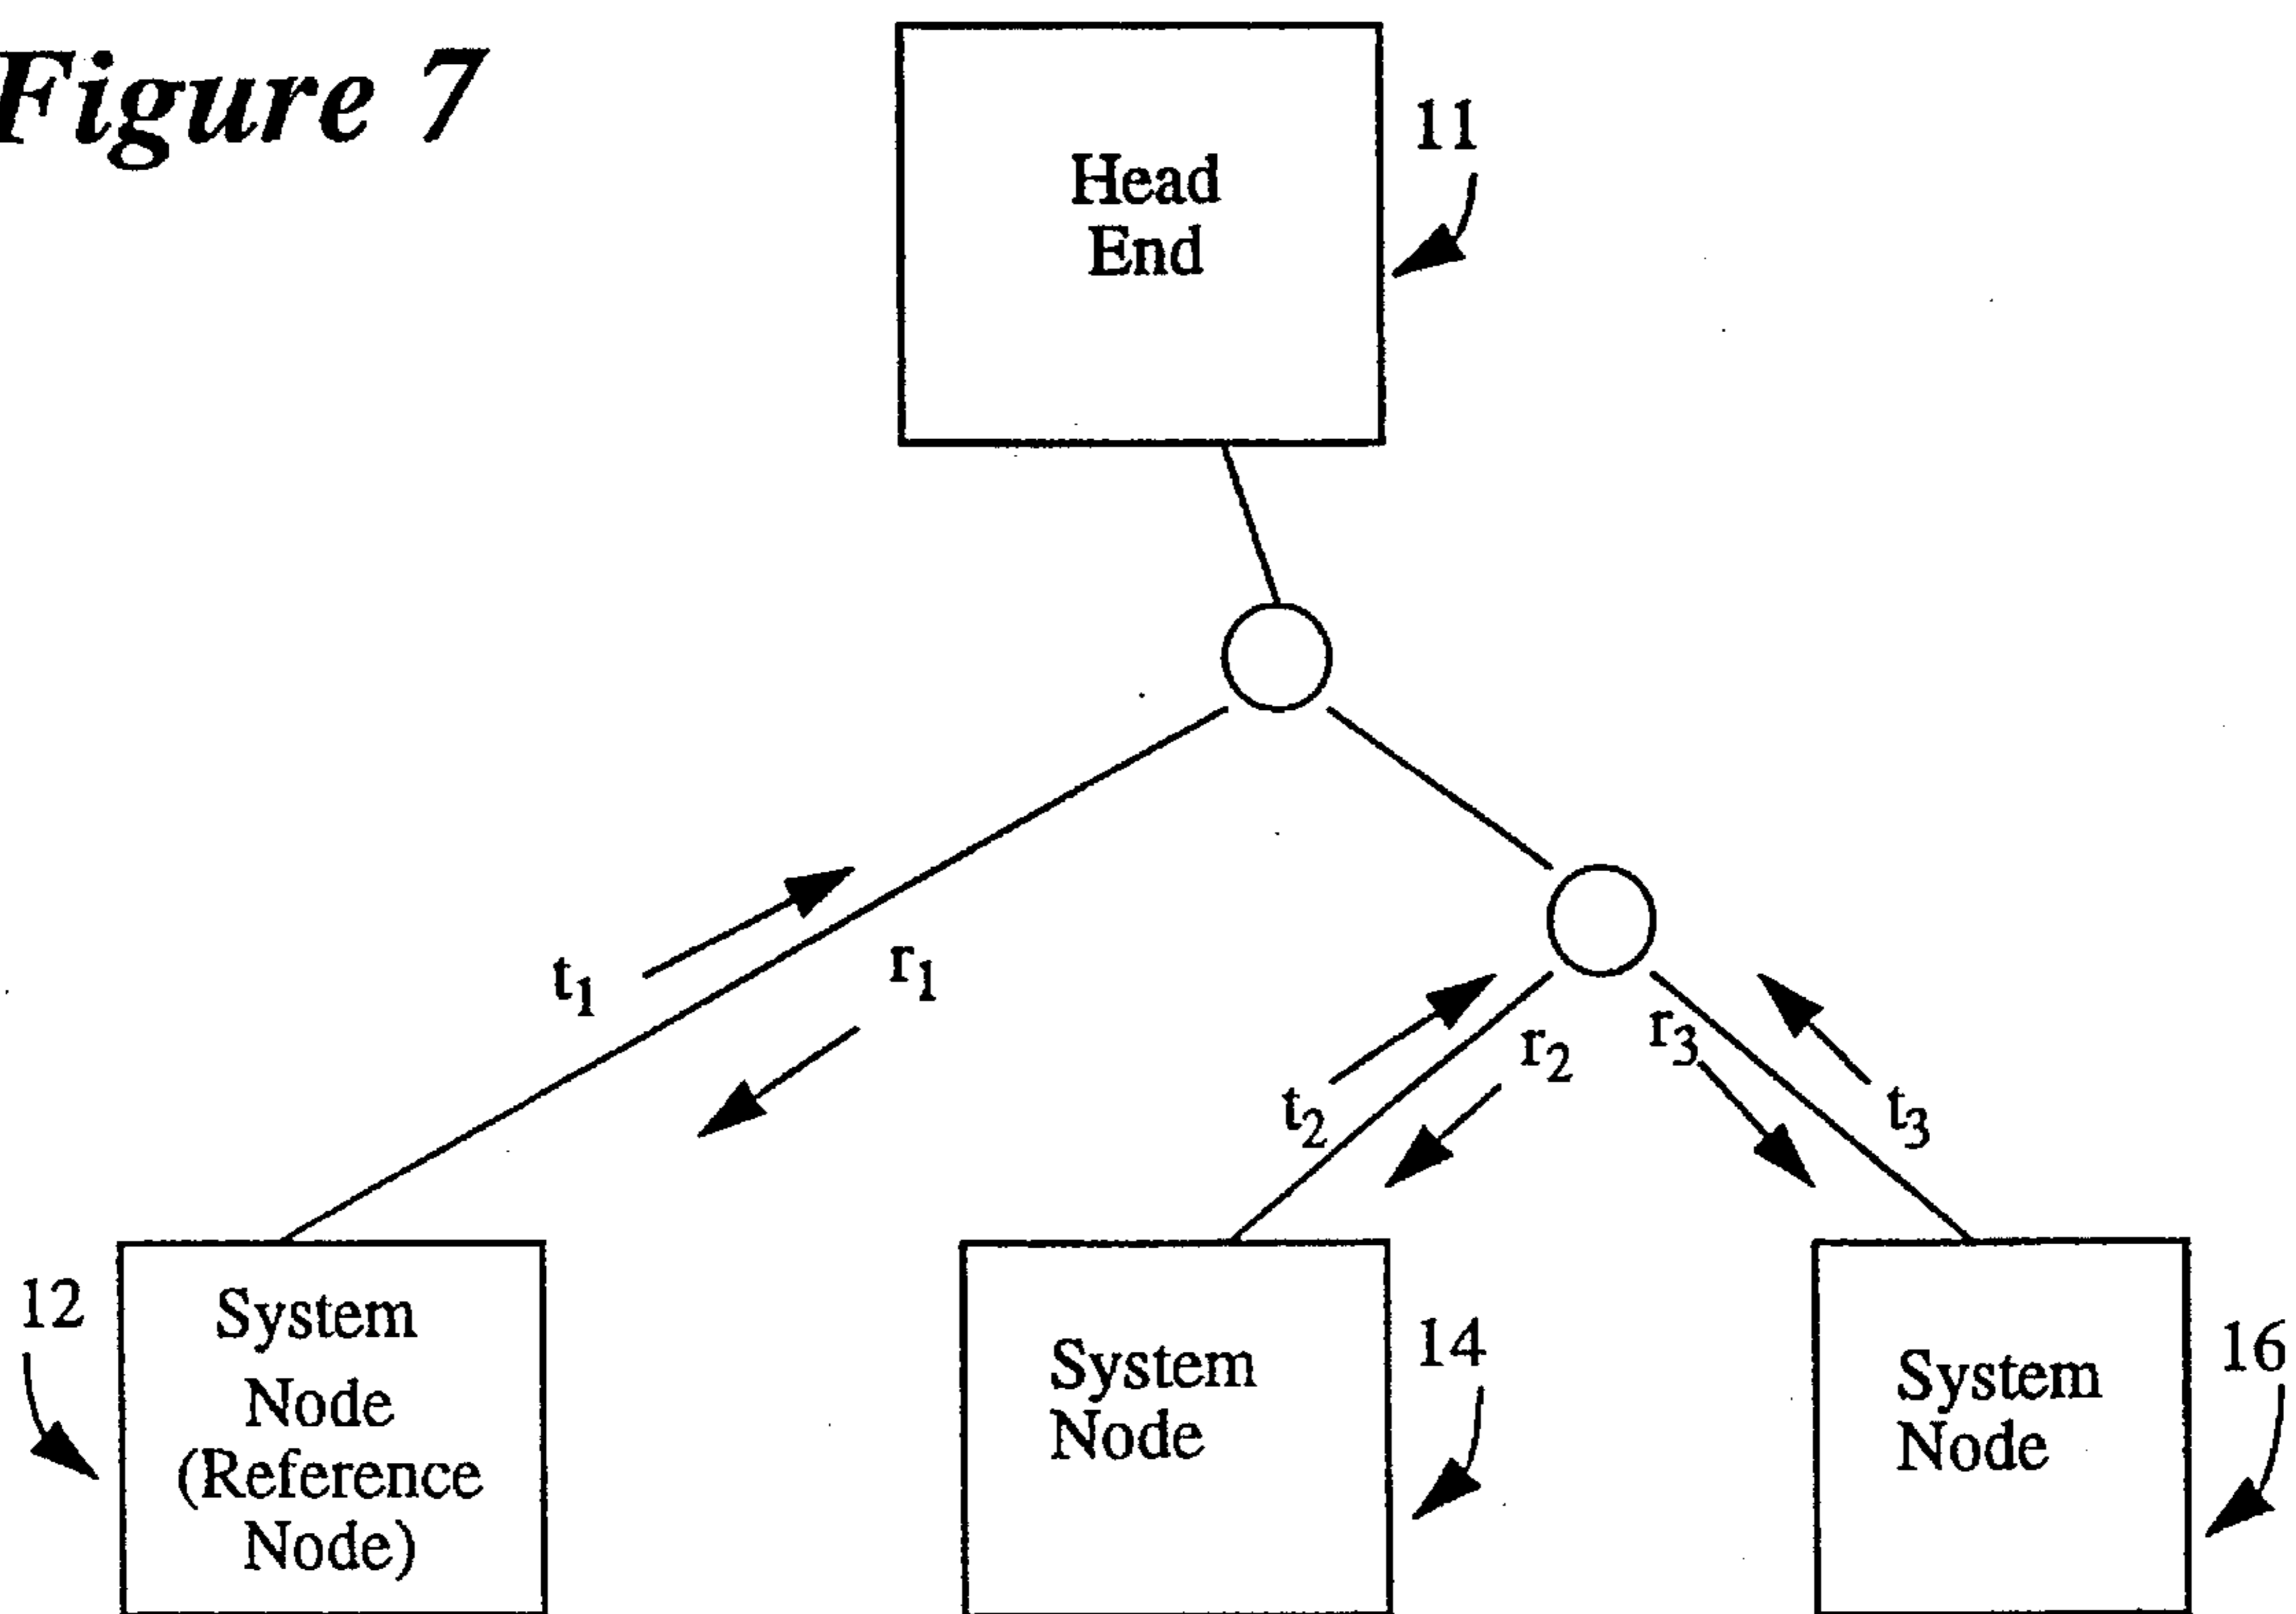 Figure 7
Head
End
11
t1
r1
t2
r2
r3
t3
12
System
Node
(Reference
Node)
System
Node
14
System
Node
16